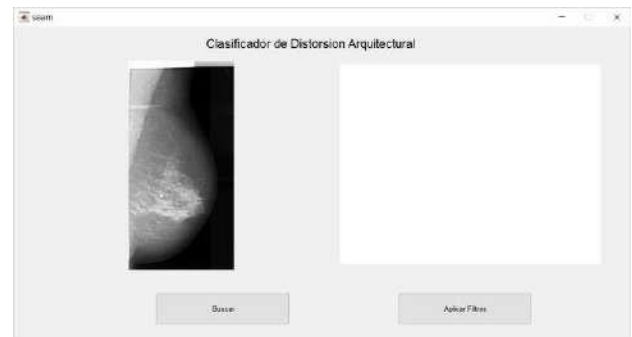 seam
Clasificador de Distorsion Arquitectural
Buscar
Aplicar Filtros